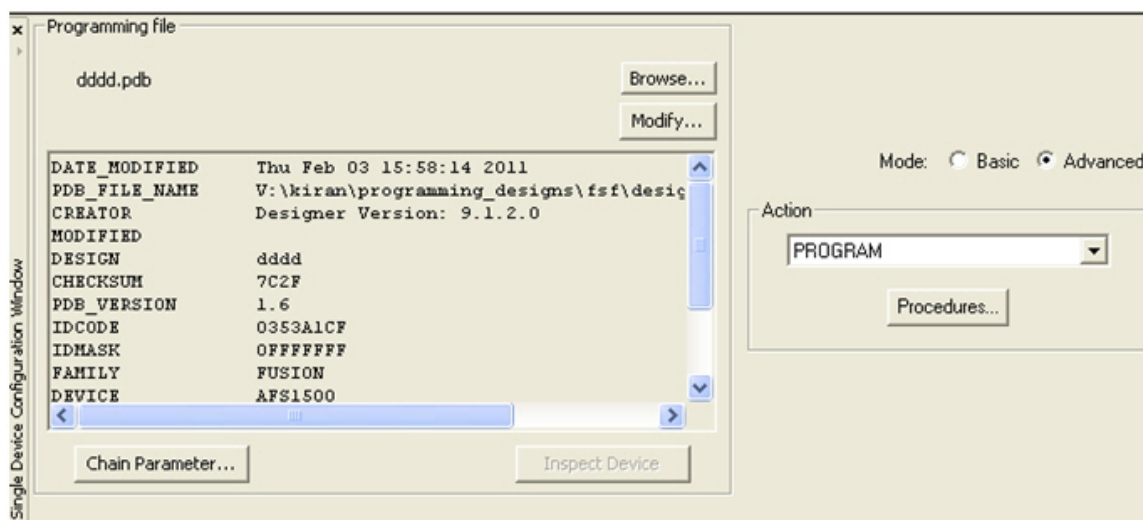 Single Device Configuration Window
Programming file
dddd.pdb
Browse...
Modify...
DATE_MODIFIED Thu Feb 03 15:58:14 2011
PDB_FILE_NAME V:\kiran\programming_designs\fsf\desig
CREATOR Designer Version: 9.1.2.0
MODIFIED
DESIGN dddd
CHECKSUM 7C2F
PDB_VERSION 1.6
IDCODE 0353A1CF
IDMASK 0FFFFFFF
FAMILY FUSION
DEVICE AFS1500
Chain Parameter...
Inspect Device
Mode: Basic Advanced
Action
PROGRAM
Procedures...